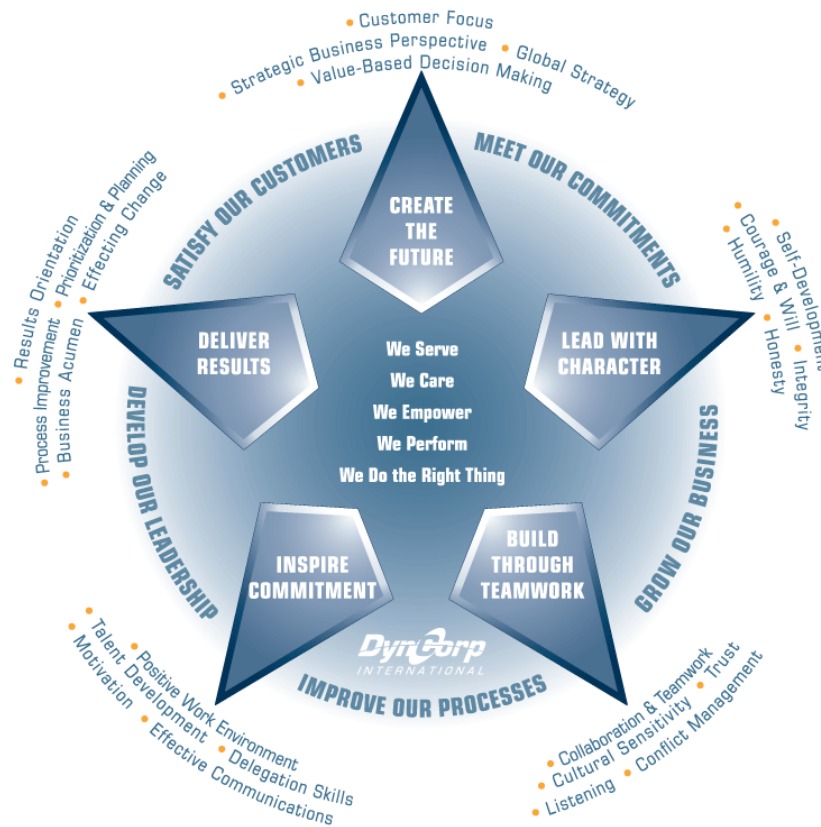 • Customer Focus
• Strategic Business Perspective • Global Strategy
• Value-Based Decision Making
SATISFY OUR CUSTOMERS
MEET OUR COMMITMENTS
CREATE
THE
FUTURE
• Results Orientation • Prioritization & Planning
• Process Improvement • Effecting Change
• Business Acumen
DELIVER
RESULTS
LEAD WITH
CHARACTER
• Self-Development
• Courage & Will • Integrity
• Humility • Honesty
We Serve
We Care
We Empower
We Perform
We Do the Right Thing
DEVELOP OUR LEADERSHIP
GROW OUR BUSINESS
INSPIRE
COMMITMENT
BUILD
THROUGH
TEAMWORK
DynCorp
INTERNATIONAL
IMPROVE OUR PROCESSES
• Positive Work Environment
• Talent Development • Delegation Skills
• Motivation • Effective Communications
• Collaboration & Teamwork
• Cultural Sensitivity • Trust
• Listening • Conflict Management